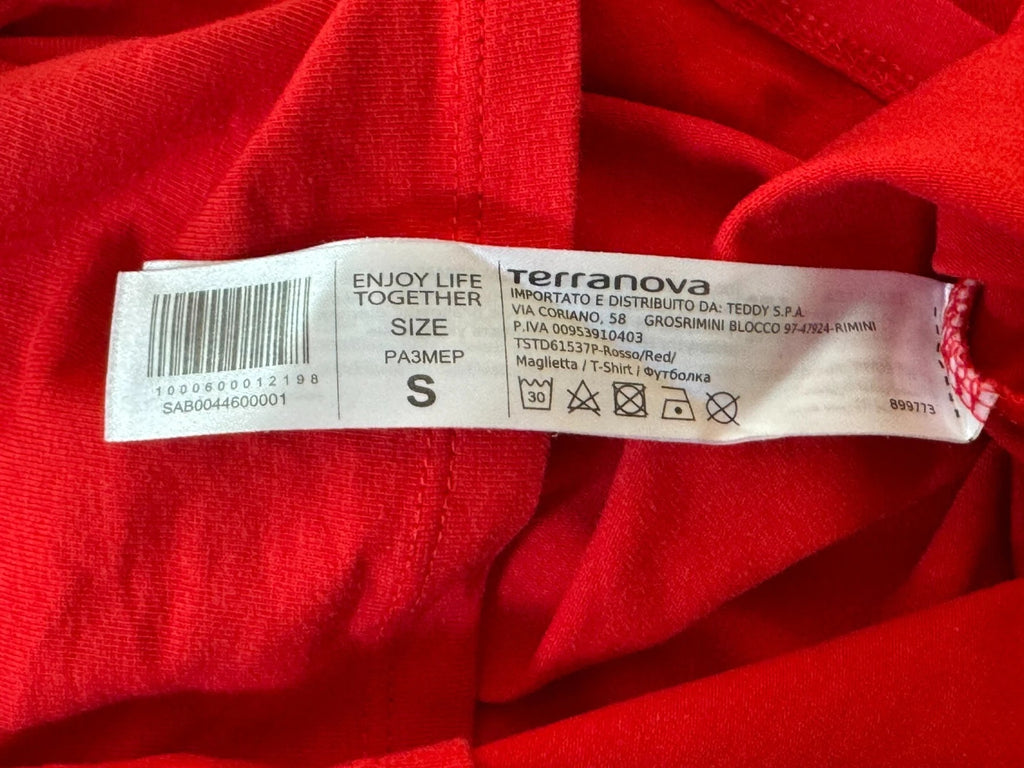 1000600012198
SAB0044600001
ENJOY LIFE
TOGETHER
SIZE
РАЗМЕР
S
Terranova
IMPORTATO E DISTRIBUITO DA: TEDDY S.P.A.
VIA CORIANO, 58 GROSRIMINI BLOCCO 97-47924-RIMINI
P.IVA 00953910403
TSTD61537P-Rosso/Red/
Maglietta / T-Shirt / Футболка
30
899773